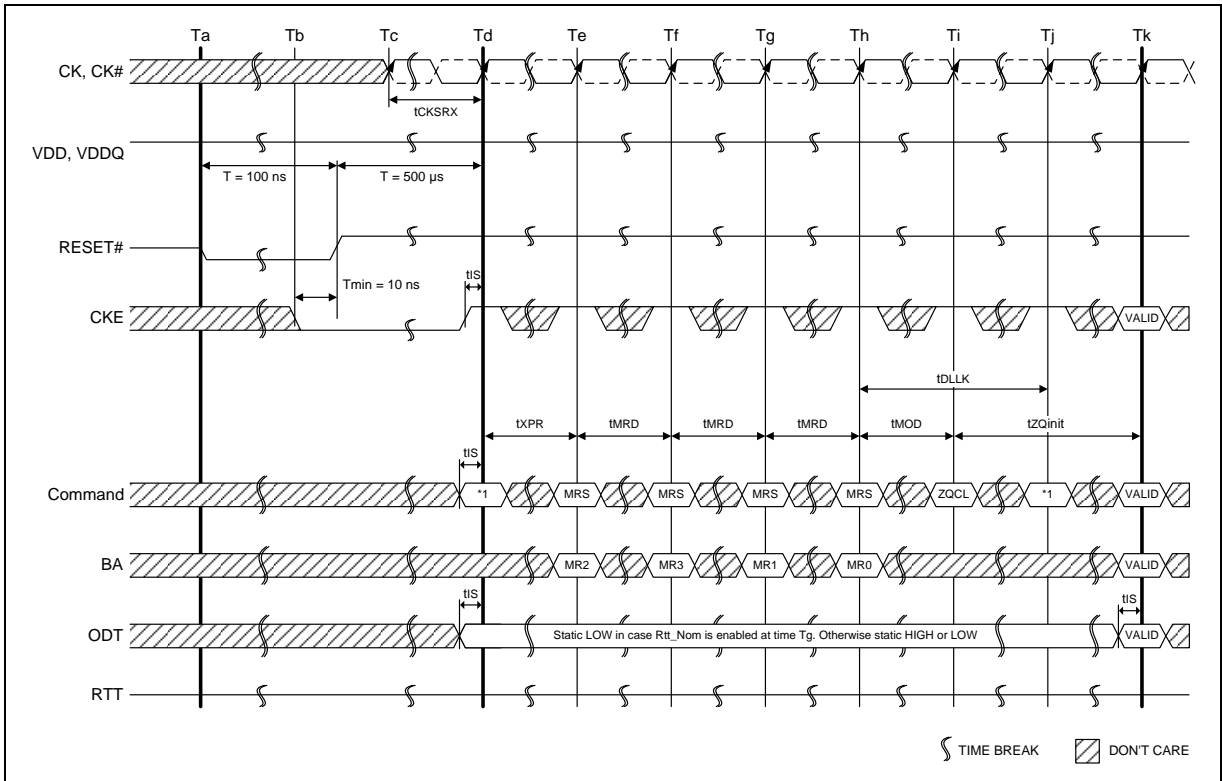 Ta Tb Tc Td Te Tf Tg Th Ti Tj Tk
CK, CK#
tCKSRX
VDD, VDDQ
T = 100 ns T = 500 µs
RESET#
tIS
Tmin = 10 ns
CKE
VALID
tDLLK
tXPR tMRD tMRD tMRD tMOD tZQinit
tIS
Command
*1 MRS MRS MRS MRS ZQCL *1 VALID
BA
MR2 MR3 MR1 MR0 VALID
tIS tIS
ODT
Static LOW in case Rtt_Nom is enabled at time Tg. Otherwise static HIGH or LOW VALID
RTT
TIME BREAK DON'T CARE